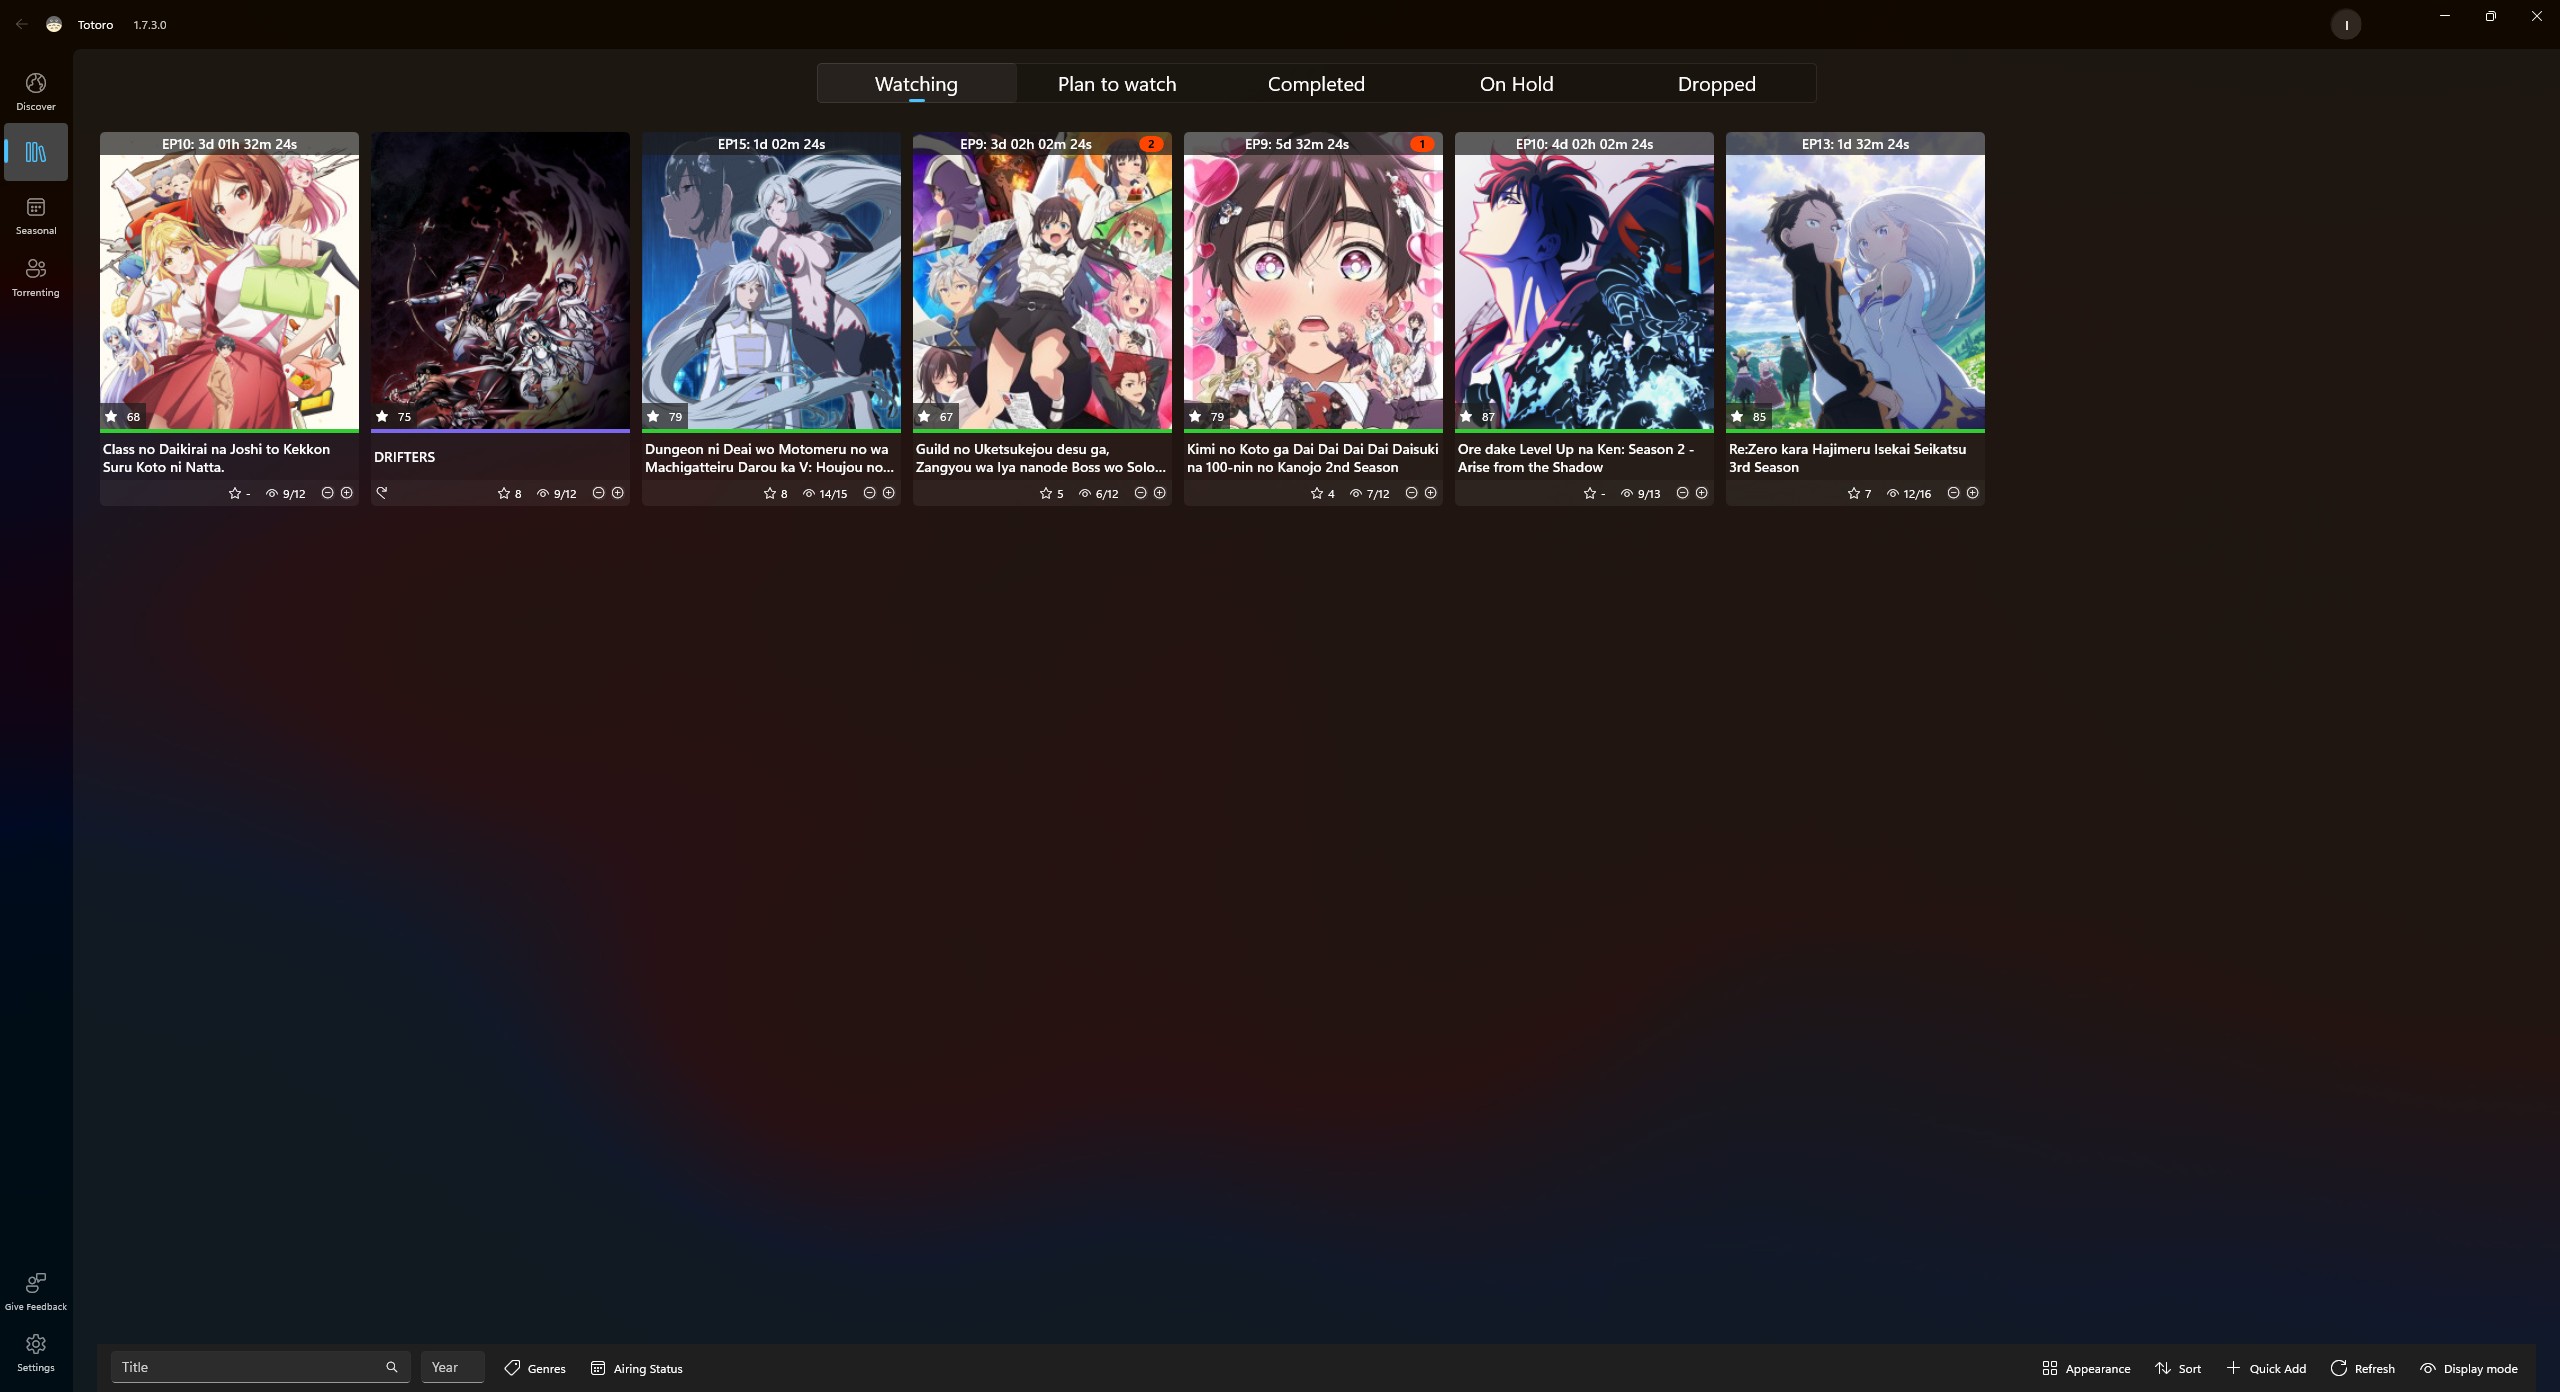 Totoro 1.7.3.0
I
Discover
Seasonal
Torrenting
Watching
Plan to watch
Completed
On Hold
Dropped
EP10: 3d 01h 32m 24s
68
Class no Daikirai na Joshi to Kekkon
Suru Koto ni Natta.
- 9/12
75
DRIFTERS
8 9/12
EP15: 1d 02m 24s
79
Dungeon ni Deai wo Motomeru no wa
Machigatteiru Darou ka V: Houjou no...
8 14/15
EP9: 3d 02h 02m 24s 2
67
Guild no Uketsukejou desu ga,
Zangyou wa Iya nanode Boss wo Solo...
5 6/12
EP9: 5d 32m 24s 1
79
Kimi no Koto ga Dai Dai Dai Dai Daisuki
na 100-nin no Kanojo 2nd Season
4 7/12
EP10: 4d 02h 02m 24s
87
Ore dake Level Up na Ken: Season 2 -
Arise from the Shadow
- 9/13
EP13: 1d 32m 24s
85
Re:Zero kara Hajimeru Isekai Seikatsu
3rd Season
7 12/16
Give Feedback
Settings
Title
Year
Genres
Airing Status
Appearance
Sort
Quick Add
Refresh
Display mode